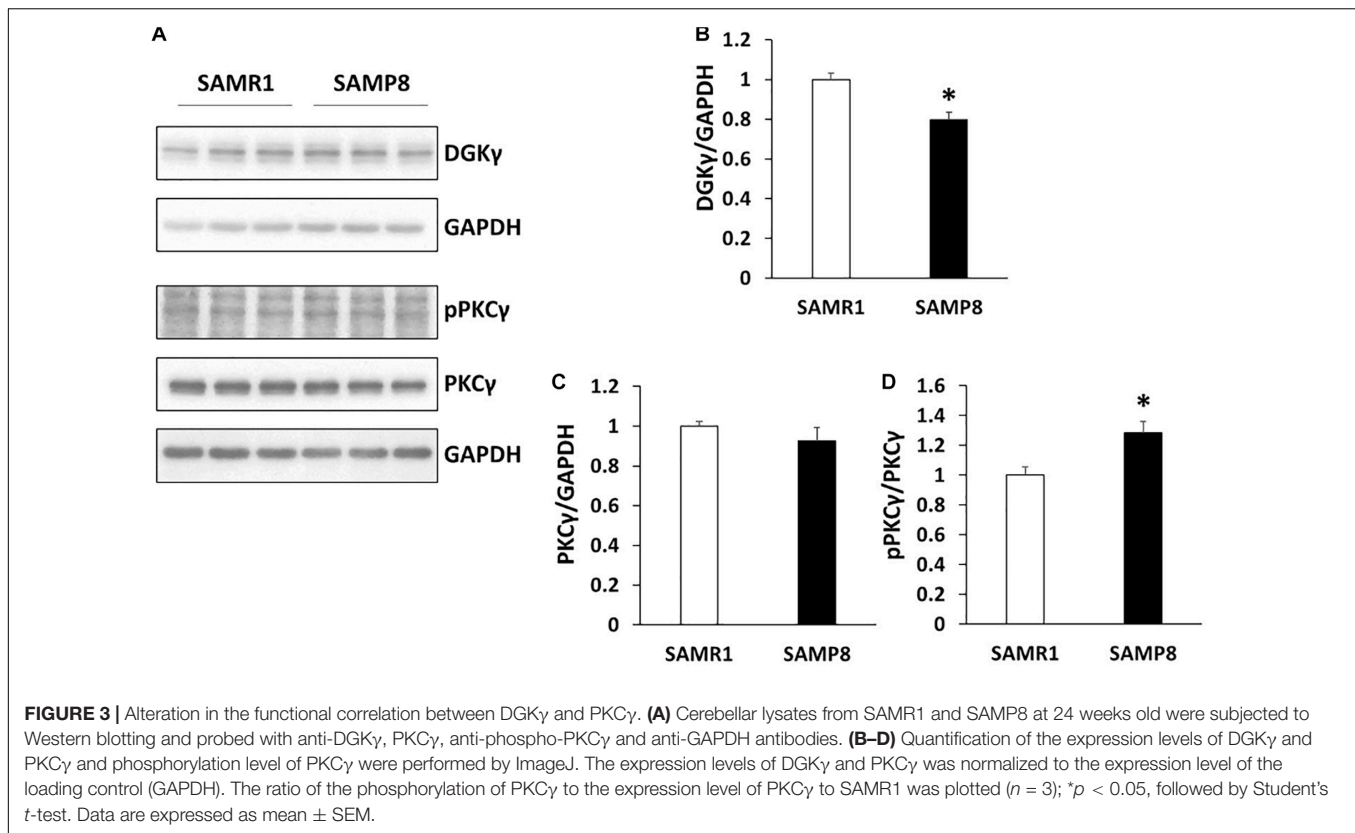 A
SAMR1 SAMP8
DGKγ
GAPDH
pPKCγ
PKCγ
GAPDH
B
DGKγ/GAPDH
1.2
1
0.8
0.6
0.4
0.2
0
*
SAMR1 SAMP8
C
PKCγ/GAPDH
1.2
1
0.8
0.6
0.4
0.2
0
SAMR1 SAMP8
D
pPKCγ/PKCγ
1.6
1.4
1.2
1
0.8
0.6
0.4
0.2
0
*
SAMR1 SAMP8
FIGURE 3 | Alteration in the functional correlation between DGKγ and PKCγ. (A) Cerebellar lysates from SAMR1 and SAMP8 at 24 weeks old were subjected to
Western blotting and probed with anti-DGKγ, PKCγ, anti-phospho-PKCγ and anti-GAPDH antibodies. (B–D) Quantification of the expression levels of DGKγ and
PKCγ and phosphorylation level of PKCγ were performed by ImageJ. The expression levels of DGKγ and PKCγ was normalized to the expression level of the
loading control (GAPDH). The ratio of the phosphorylation of PKCγ to the expression level of PKCγ to SAMR1 was plotted (n = 3); *p < 0.05, followed by Student's
t-test. Data are expressed as mean ± SEM.